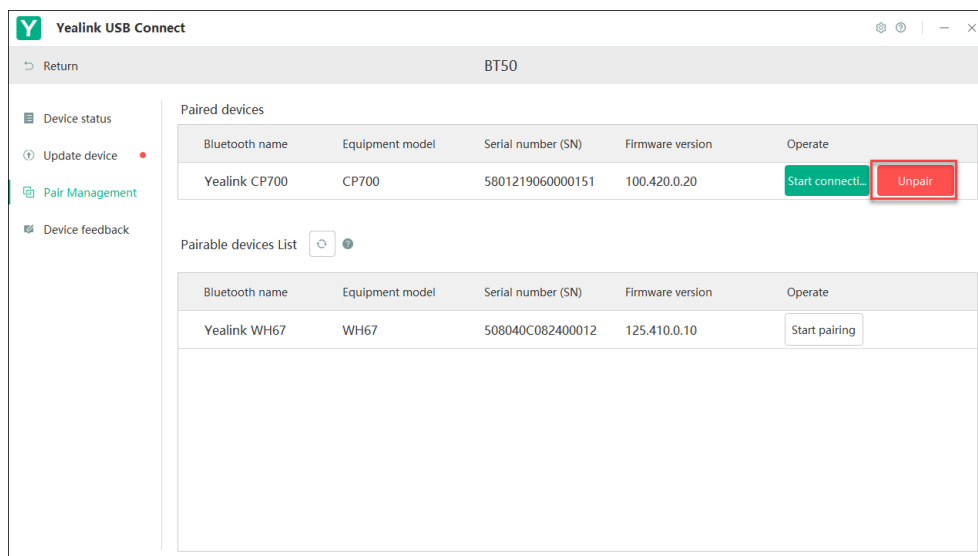 Yealink USB Connect
Return
BT50
Device status
Update device
Pair Management
Device feedback
Paired devices
Bluetooth name Equipment model Serial number (SN) Firmware version Operate
Yealink CP700 CP700 5801219060000151 100.420.0.20 Start connecti... Unpair
Pairable devices List
Bluetooth name Equipment model Serial number (SN) Firmware version Operate
Yealink WH67 WH67 508040C082400012 125.410.0.10 Start pairing